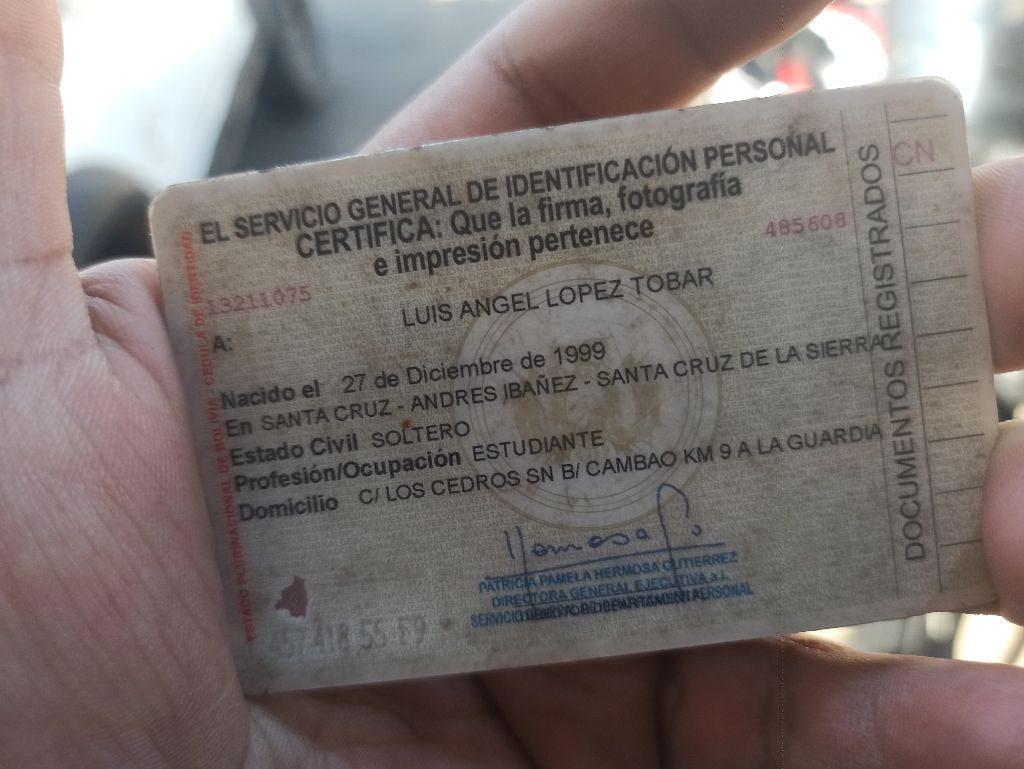 EL SERVICIO GENERAL DE IDENTIFICACIÓN PERSOÑAL
CERTIFICA: Que la firma, fotografía
e impresión pertenece
485608
13211075
LUIS ANGEL LOPEZ TOBAR
A:
Nacido el 27 de Diciembre de 1999
En SANTA CRUZ - ANDRES IBAÑEZ - SANTA CRUZ DE LA SIERRA
Estado Civil SOLTERO
Profesión/Ocupación ESTUDIANTE
Domicilio C/ LOS CEDROS SN B/ CAMBAO KM 9 A LA GUARDIA
PATRICIA PAMELA HERMOSA GUTIERREZ
DIRECTORA GENERAL EJECUTIVA a.i.
ESTADO PLURINACIONAL DE BOLIVIA CEDULA DE IDENTIDAD
DOCUMENTOS REGISTRADOS
CN